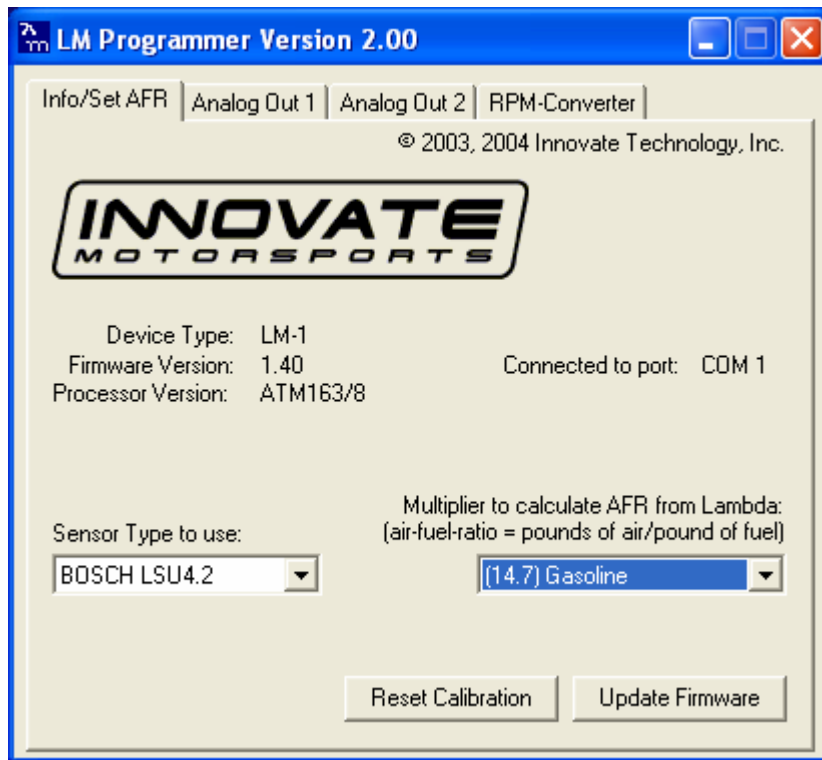 LM Programmer Version 2.00
Info/Set AFR Analog Out 1 Analog Out 2 RPM-Converter
© 2003, 2004 Innovate Technology, Inc.
INNOVATE
MOTORSPORTS
Device Type: LM-1
Firmware Version: 1.40 Connected to port: COM 1
Processor Version: ATM163/8
Multiplier to calculate AFR from Lambda:
Sensor Type to use: (air-fuel-ratio = pounds of air/pound of fuel)
BOSCH LSU4.2 (14.7) Gasoline
Reset Calibration Update Firmware